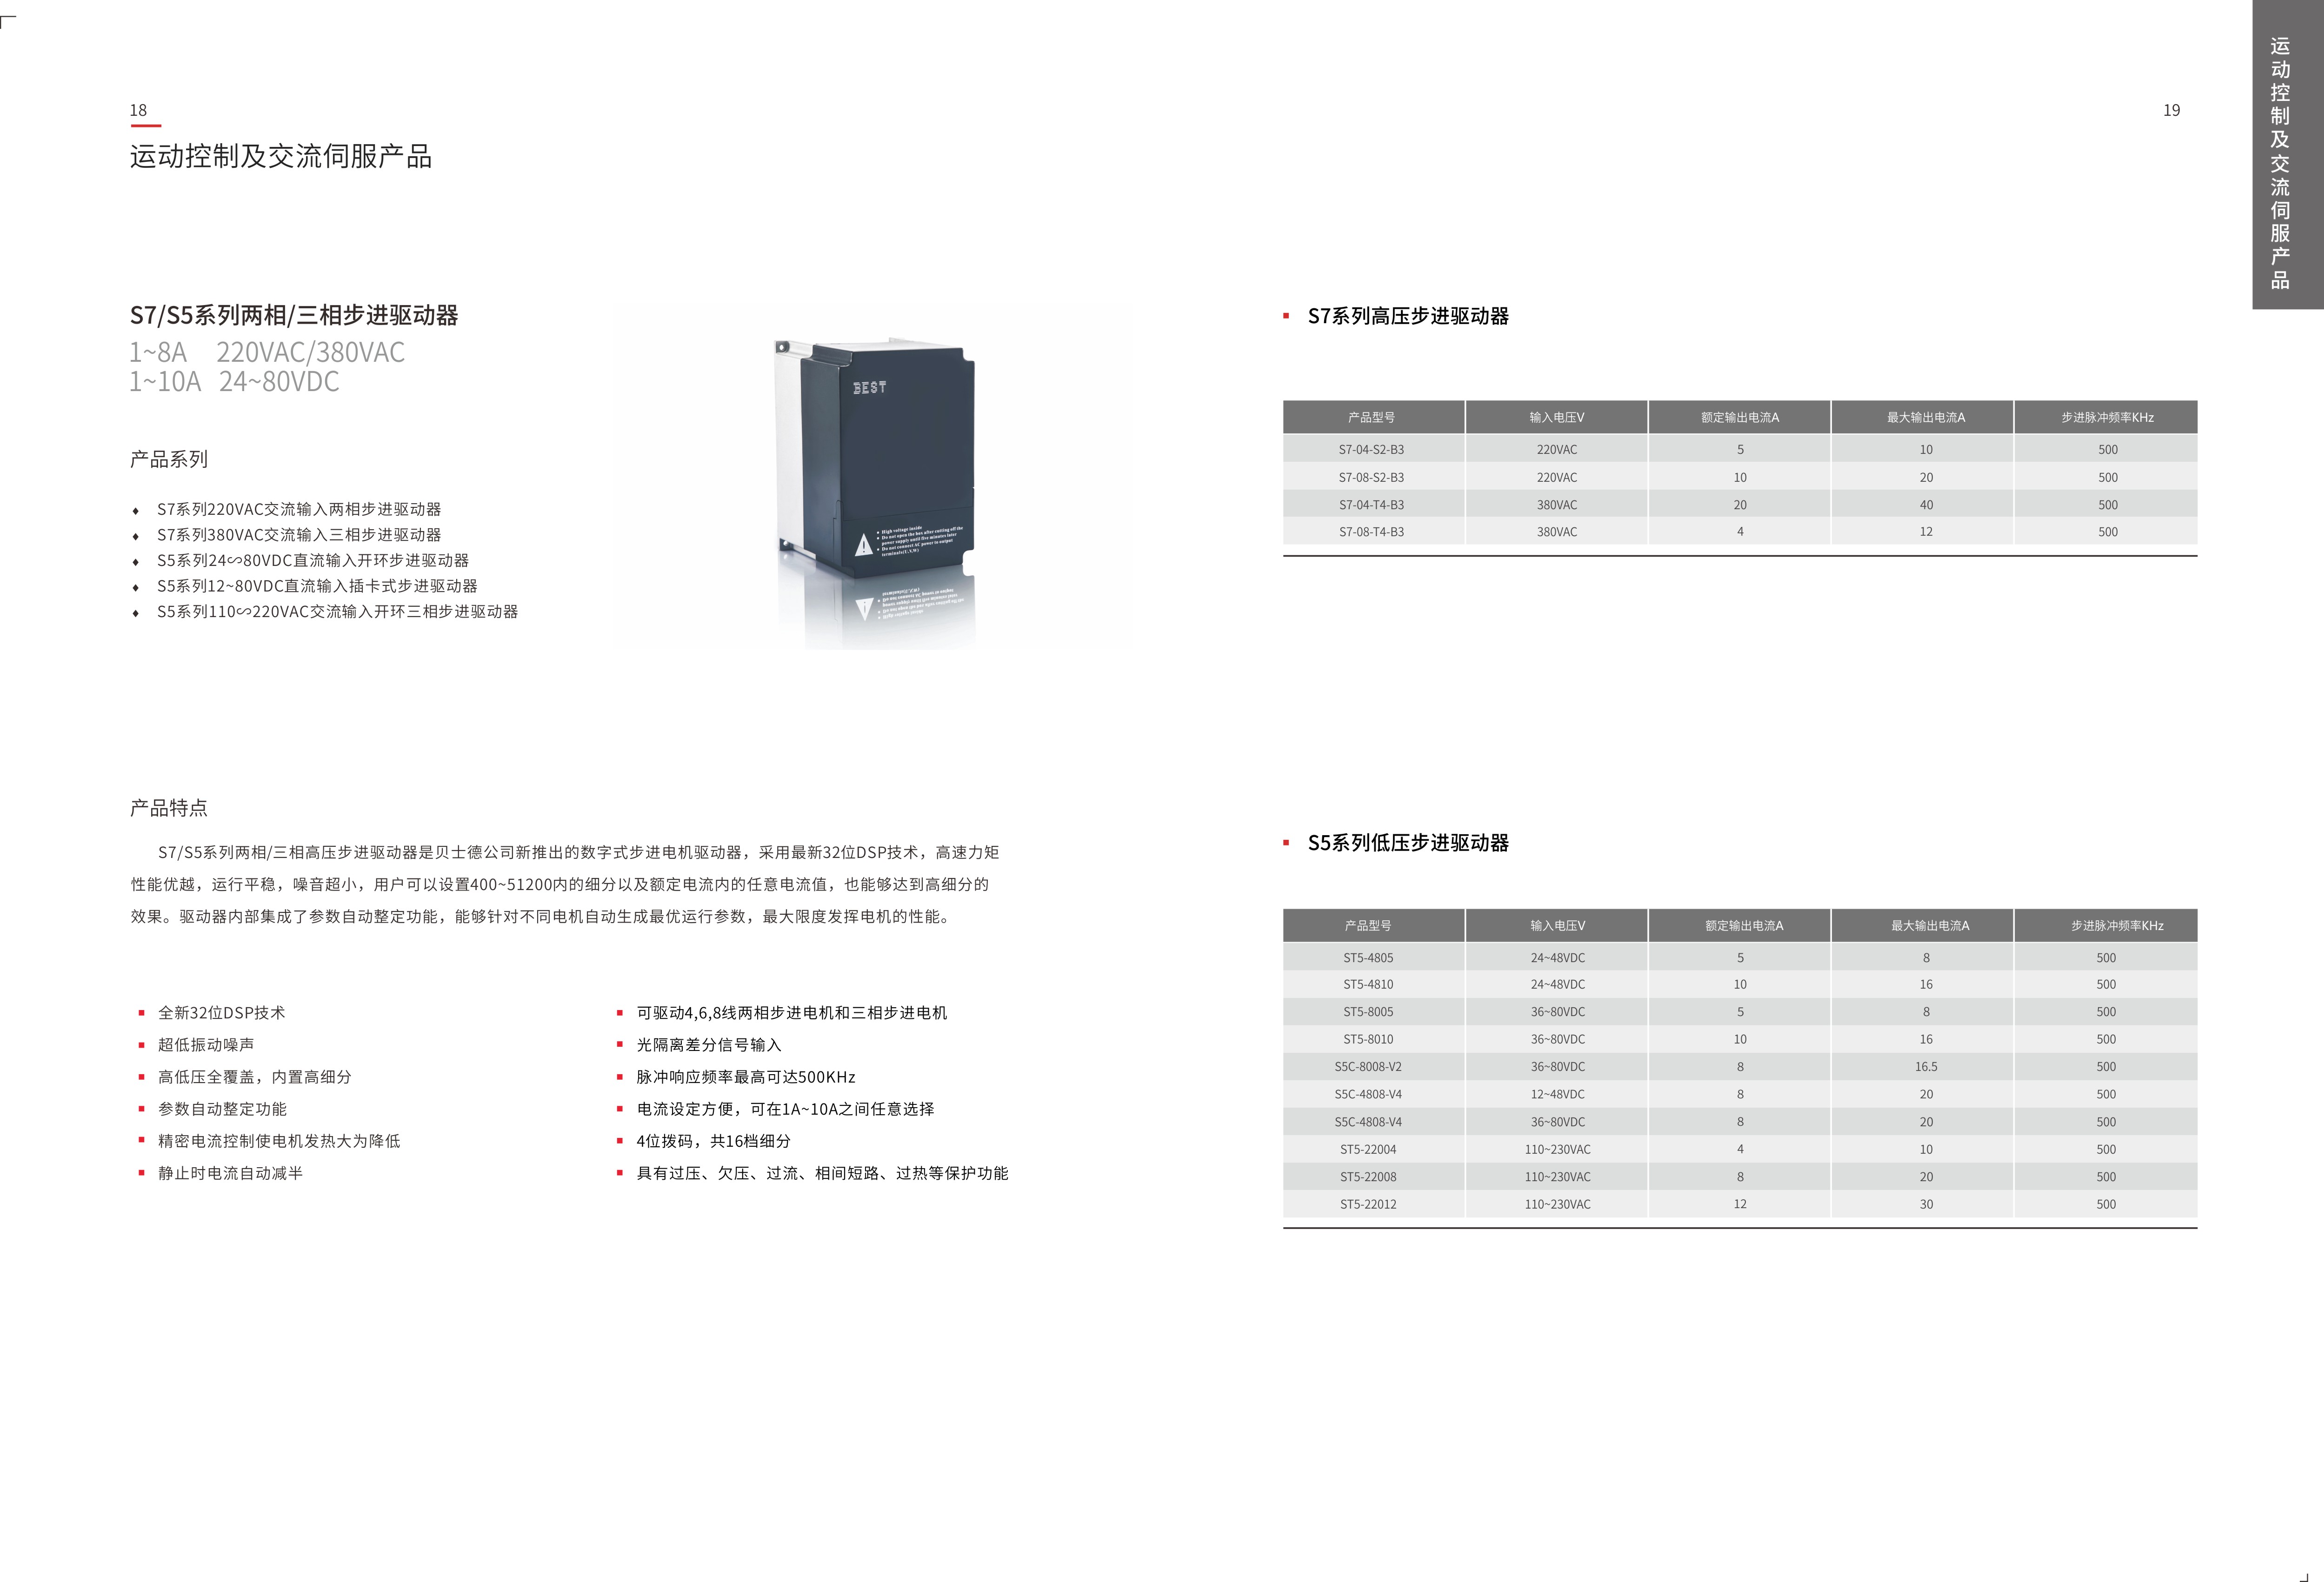 18
运动控制及交流伺服产品
S7/S5系列两相/三相步进驱动器
1~8A 220VAC/380VAC
1~10A 24~80VDC
产品系列
♦ S7系列220VAC交流输入两相步进驱动器
♦ S7系列380VAC交流输入三相步进驱动器
♦ S5系列24∽80VDC直流输入开环步进驱动器
♦ S5系列12~80VDC直流输入插卡式步进驱动器
♦ S5系列110∽220VAC交流输入开环三相步进驱动器
BEST
High voltage inside
Do not open the box after cutting off the
power supply until five minutes later
Do not connect AC power to output
terminals(U,V,W)
产品特点
S7/S5系列两相/三相高压步进驱动器是贝士德公司新推出的数字式步进电机驱动器，采用最新32位DSP技术，高速力矩
性能优越，运行平稳，噪音超小，用户可以设置400~51200内的细分以及额定电流内的任意电流值，也能够达到高细分的
效果。驱动器内部集成了参数自动整定功能，能够针对不同电机自动生成最优运行参数，最大限度发挥电机的性能。
全新32位DSP技术
超低振动噪声
高低压全覆盖，内置高细分
参数自动整定功能
精密电流控制使电机发热大为降低
静止时电流自动减半
可驱动4,6,8线两相步进电机和三相步进电机
光隔离差分信号输入
脉冲响应频率最高可达500KHz
电流设定方便，可在1A~10A之间任意选择
4位拨码，共16档细分
具有过压、欠压、过流、相间短路、过热等保护功能
19
运动控制及交流伺服产品
S7系列高压步进驱动器
产品型号 输入电压V 额定输出电流A 最大输出电流A 步进脉冲频率KHz
S7-04-S2-B3 220VAC 5 10 500
S7-08-S2-B3 220VAC 10 20 500
S7-04-T4-B3 380VAC 20 40 500
S7-08-T4-B3 380VAC 4 12 500
S5系列低压步进驱动器
产品型号 输入电压V 额定输出电流A 最大输出电流A 步进脉冲频率KHz
ST5-4805 24~48VDC 5 8 500
ST5-4810 24~48VDC 10 16 500
ST5-8005 36~80VDC 5 8 500
ST5-8010 36~80VDC 10 16 500
S5C-8008-V2 36~80VDC 8 16.5 500
S5C-4808-V4 12~48VDC 8 20 500
S5C-4808-V4 36~80VDC 8 20 500
ST5-22004 110~230VAC 4 10 500
ST5-22008 110~230VAC 8 20 500
ST5-22012 110~230VAC 12 30 500